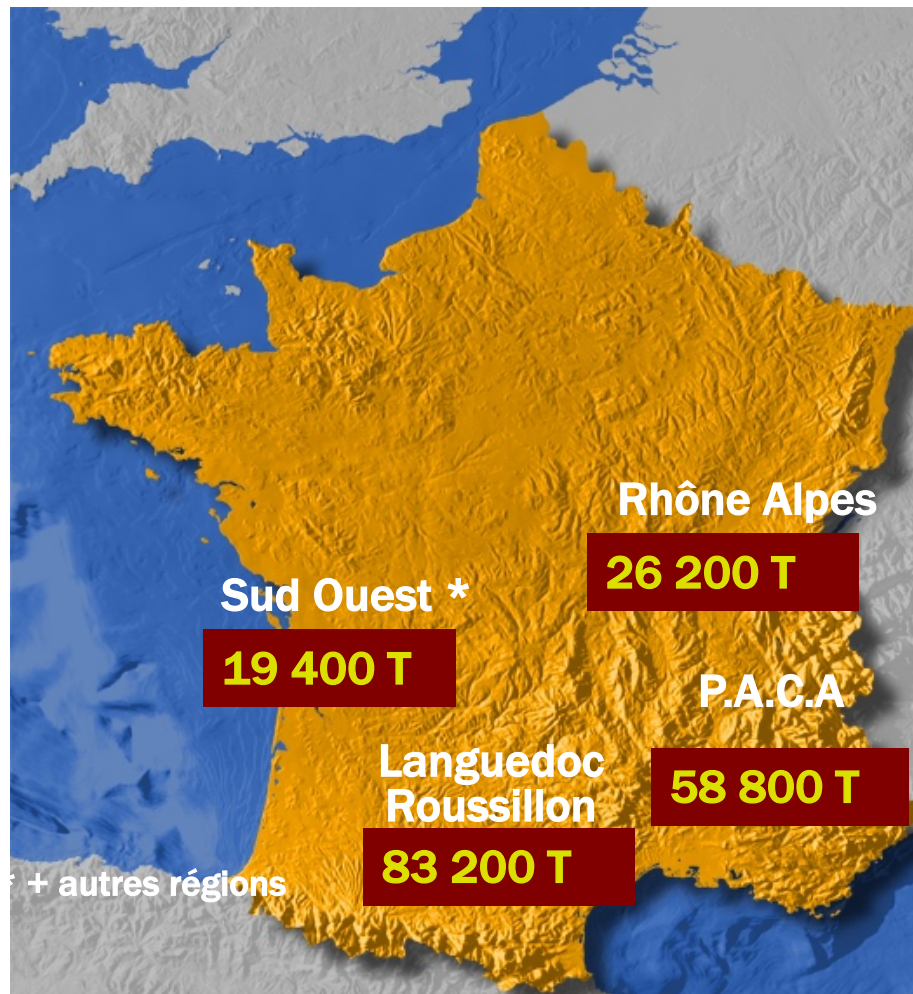 Rhône Alpes
26 200 T
Sud Ouest *
19 400 T
P.A.C.A
58 800 T
Languedoc
Roussillon
83 200 T
* + autres régions